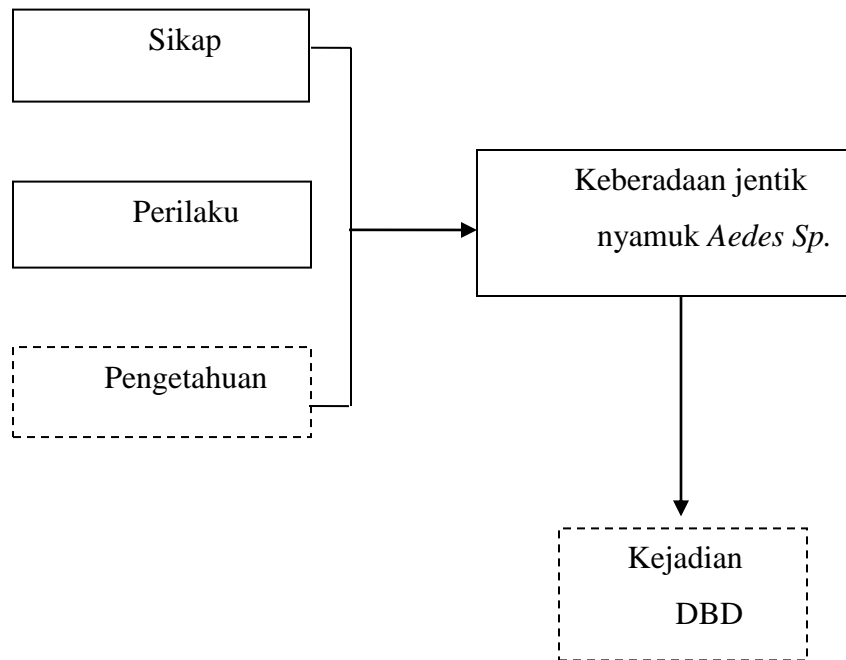 Sikap
Perilaku
Pengetahuan
Keberadaan jentik
nyamuk Aedes Sp.
Kejadian
DBD